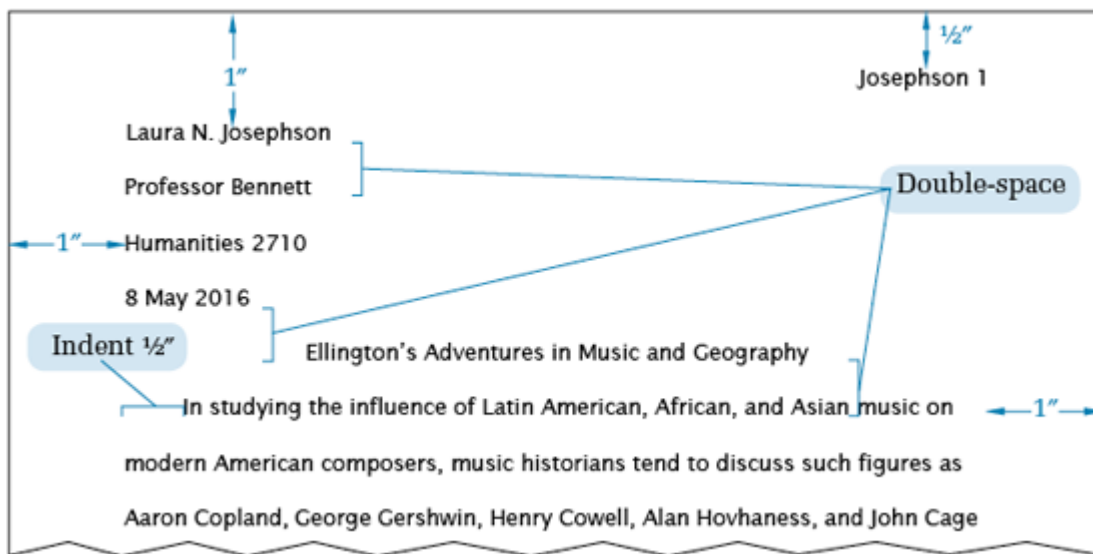 ½″
1″
Josephson 1
Laura N. Josephson
Professor Bennett
Double-space
1″
Humanities 2710
8 May 2016
Indent ½″
Ellington's Adventures in Music and Geography
In studying the influence of Latin American, African, and Asian music on
1″
modern American composers, music historians tend to discuss such figures as
Aaron Copland, George Gershwin, Henry Cowell, Alan Hovhaness, and John Cage